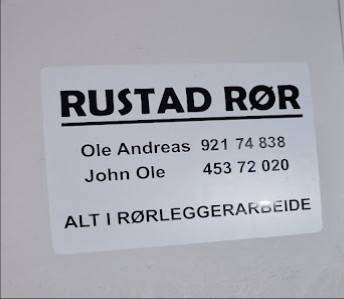 RUSTAD RØR
Ole Andreas 921 74 838
John Ole 453 72 020
ALT I RØRLEGGERARBEIDE